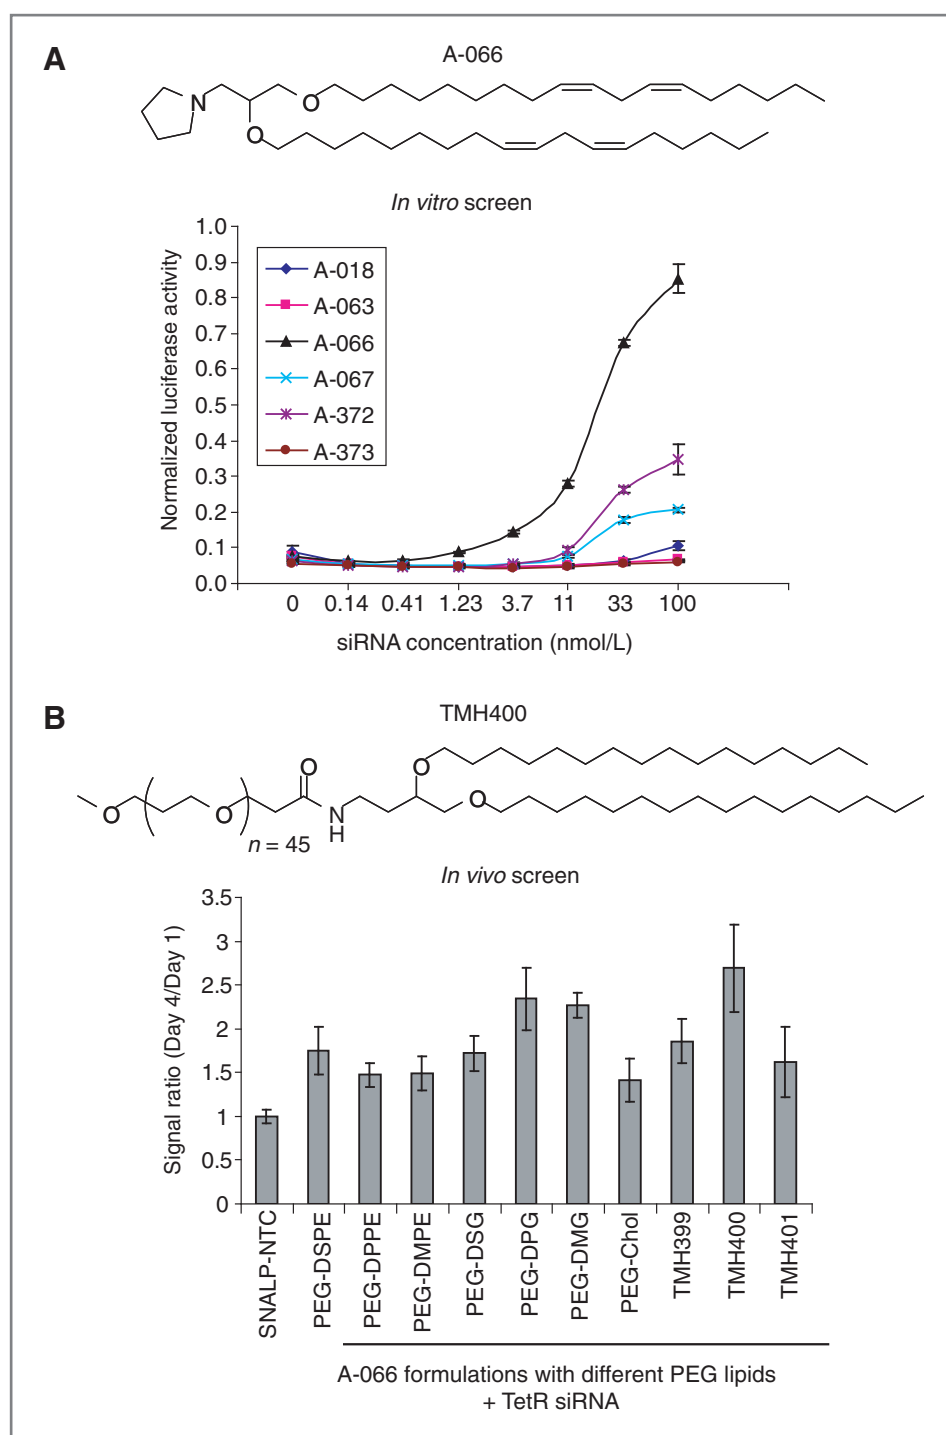 A
A-066
N
O
O
In vitro screen
Normalized luciferase activity
1.0
0.9
0.8
0.7
0.6
0.5
0.4
0.3
0.2
0.1
0.0
A-018
A-063
A-066
A-067
A-372
A-373
0 0.14 0.41 1.23 3.7 11 33 100
siRNA concentration (nmol/L)
B
TMH400
O
O
O
O
O
N
H
n = 45
In vivo screen
Signal ratio (Day 4/Day 1)
3.5
3
2.5
2
1.5
1
0.5
0
SNALP-NTC
PEG-DSPE
PEG-DPPE
PEG-DMPE
PEG-DSG
PEG-DPG
PEG-DMG
PEG-Chol
TMH399
TMH400
TMH401
A-066 formulations with different PEG lipids
+ TetR siRNA